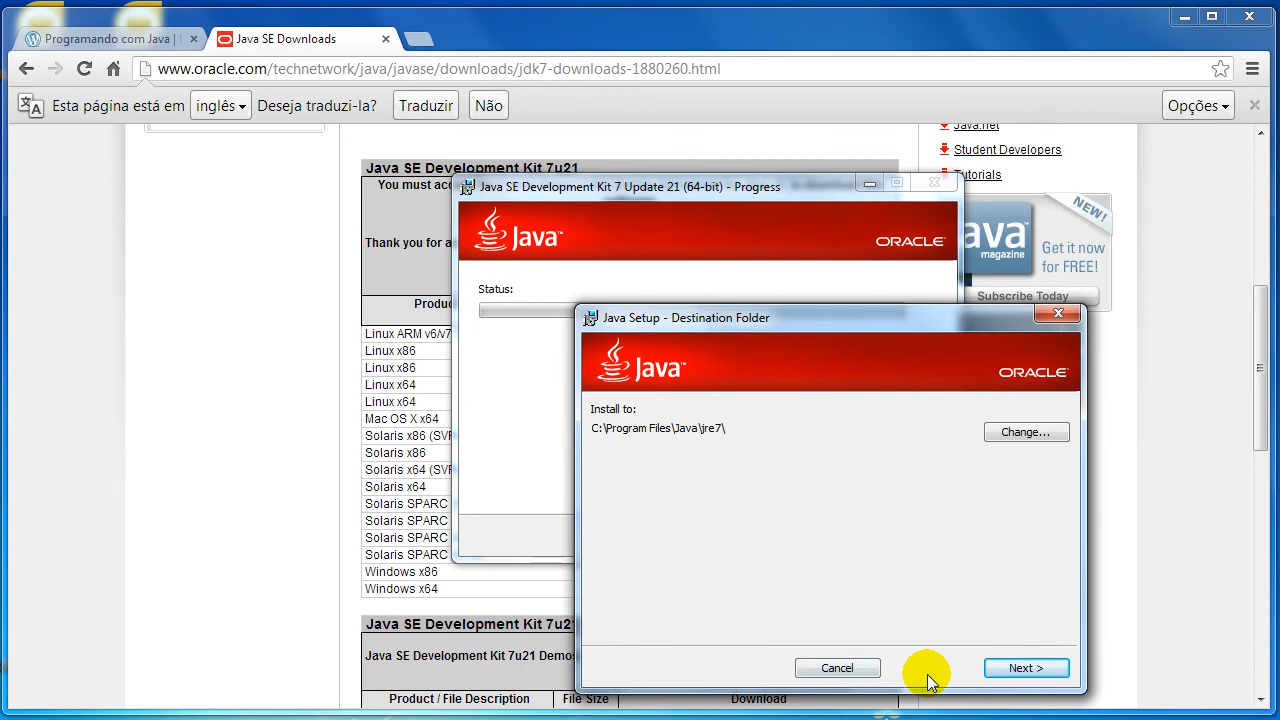 Programando com Java |
Java SE Downloads
www.oracle.com/technetwork/java/javase/downloads/jdk7-downloads-1880260.html
Esta página está em inglês Deseja traduzi-la? Traduzir Não Opções
Java.net
Student Developers
Tutorials
NEW!
ava
magazine
Get it now
for FREE!
Subscribe Today
Java SE Development Kit 7u21
You must acc
Thank you for a
Produ
Linux ARM v6/v7
Linux x86
Linux x86
Linux x64
Linux x64
Mac OS X x64
Solaris x86 (SVR
Solaris x86
Solaris x64 (SVR
Solaris x64
Solaris SPARC
Solaris SPARC
Solaris SPARC
Solaris SPARC
Windows x86
Windows x64
Java SE Development Kit 7u21
Java SE Development Kit 7u21 Demos
Product / File Description File Size Download
Java SE Development Kit 7 Update 21 (64-bit) - Progress
Java™
ORACLE
Status:
Java Setup - Destination Folder
Java™
ORACLE
Install to:
C:\Program Files\Java\jre7\
Change...
Cancel
Next >